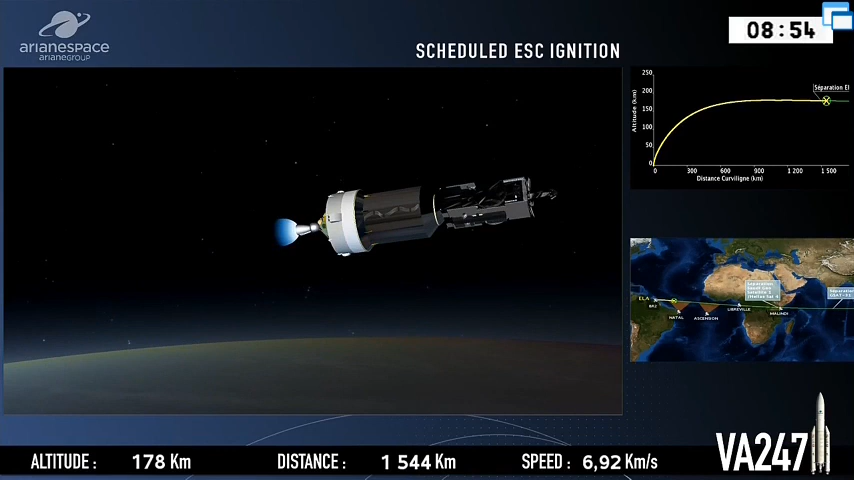 arianespace
arianeGROUP
SCHEDULED ESC IGNITION
08:54
Altitude (km)
250
200
150
100
50
0
Séparation El
0 300 600 900 1 200 1 500
Distance Curviligne (km)
ELA
NATAL
ASCENSION
LIBREVILLE
MALINDI
ALTITUDE : 178 Km
DISTANCE : 1 544 Km
SPEED : 6,92 Km/s
VA247